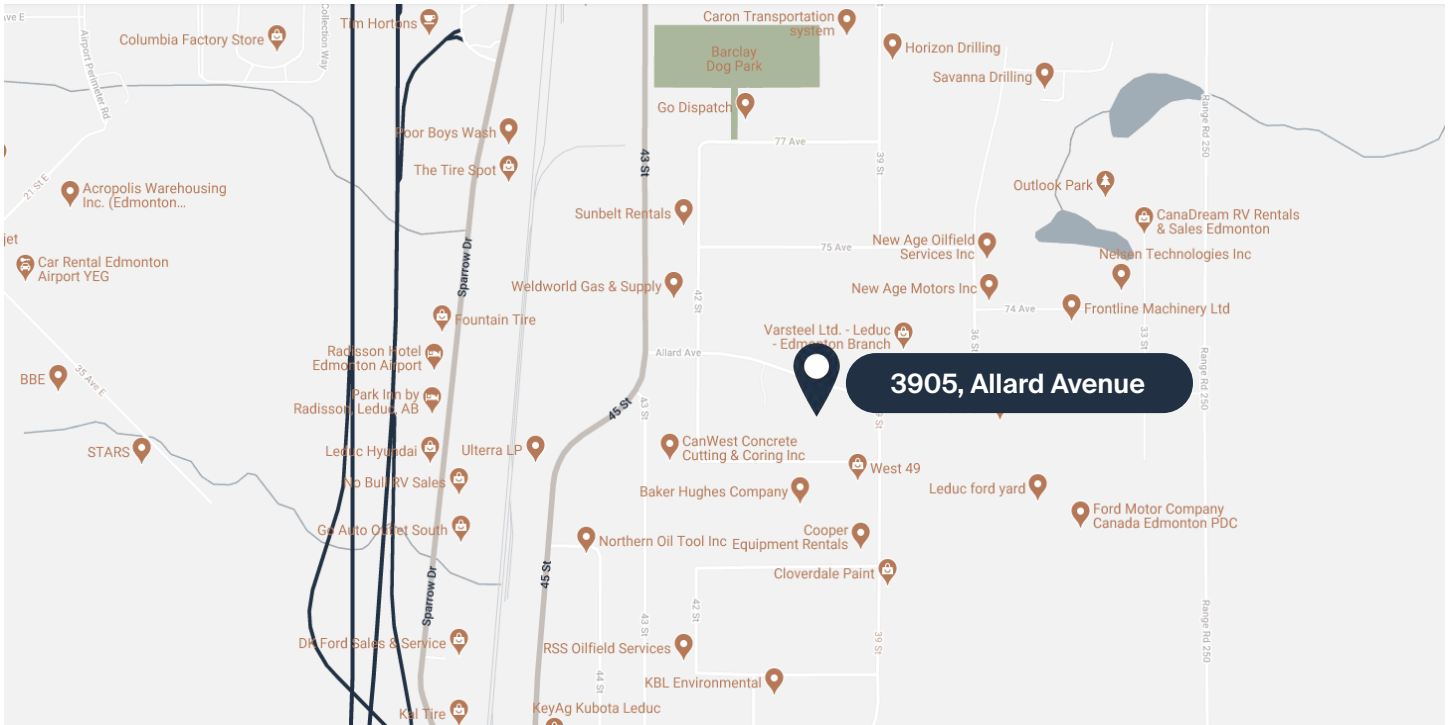 ve E
Airport Perimeter Rd
Columbia Factory Store
Collection Way
Tim Hortons
Caron Transportation
system
Barclay
Dog Park
Horizon Drilling
Savanna Drilling
Go Dispatch
Range Rd 250
Poor Boys Wash
The Tire Spot
43 St
77 Ave
39 St
21 St E
Acropolis Warehousing
Inc. (Edmonton...
Outlook Park
Sunbelt Rentals
CanaDream RV Rentals
& Sales Edmonton
jet
Car Rental Edmonton
Airport YEG
Sparrow Dr
75 Ave
New Age Oilfield
Services Inc
Nelsen Technologies Inc
Weldworld Gas & Supply
42 St
New Age Motors Inc
74 Ave
Frontline Machinery Ltd
Fountain Tire
Varsteel Ltd. - Leduc
- Edmonton Branch
36 St
33 St
Radisson Hotel
Edmonton Airport
Allard Ave
3905, Allard Avenue
Range Rd 250
BBE
35 Ave E
Park Inn by
Radisson, Leduc, AB
45 St
43 St
39 St
STARS
Leduc Hyundai
Ulterra LP
CanWest Concrete
Cutting & Coring Inc
West 49
No Bull RV Sales
Baker Hughes Company
Leduc ford yard
Ford Motor Company
Canada Edmonton PDC
Go Auto Outlet South
Northern Oil Tool Inc
Cooper
Equipment Rentals
45 St
Cloverdale Paint
Sparrow Dr
42 St
43 St
39 St
Range Rd 250
DK Ford Sales & Service
RSS Oilfield Services
44 St
KBL Environmental
Kal Tire
KeyAg Kubota Leduc